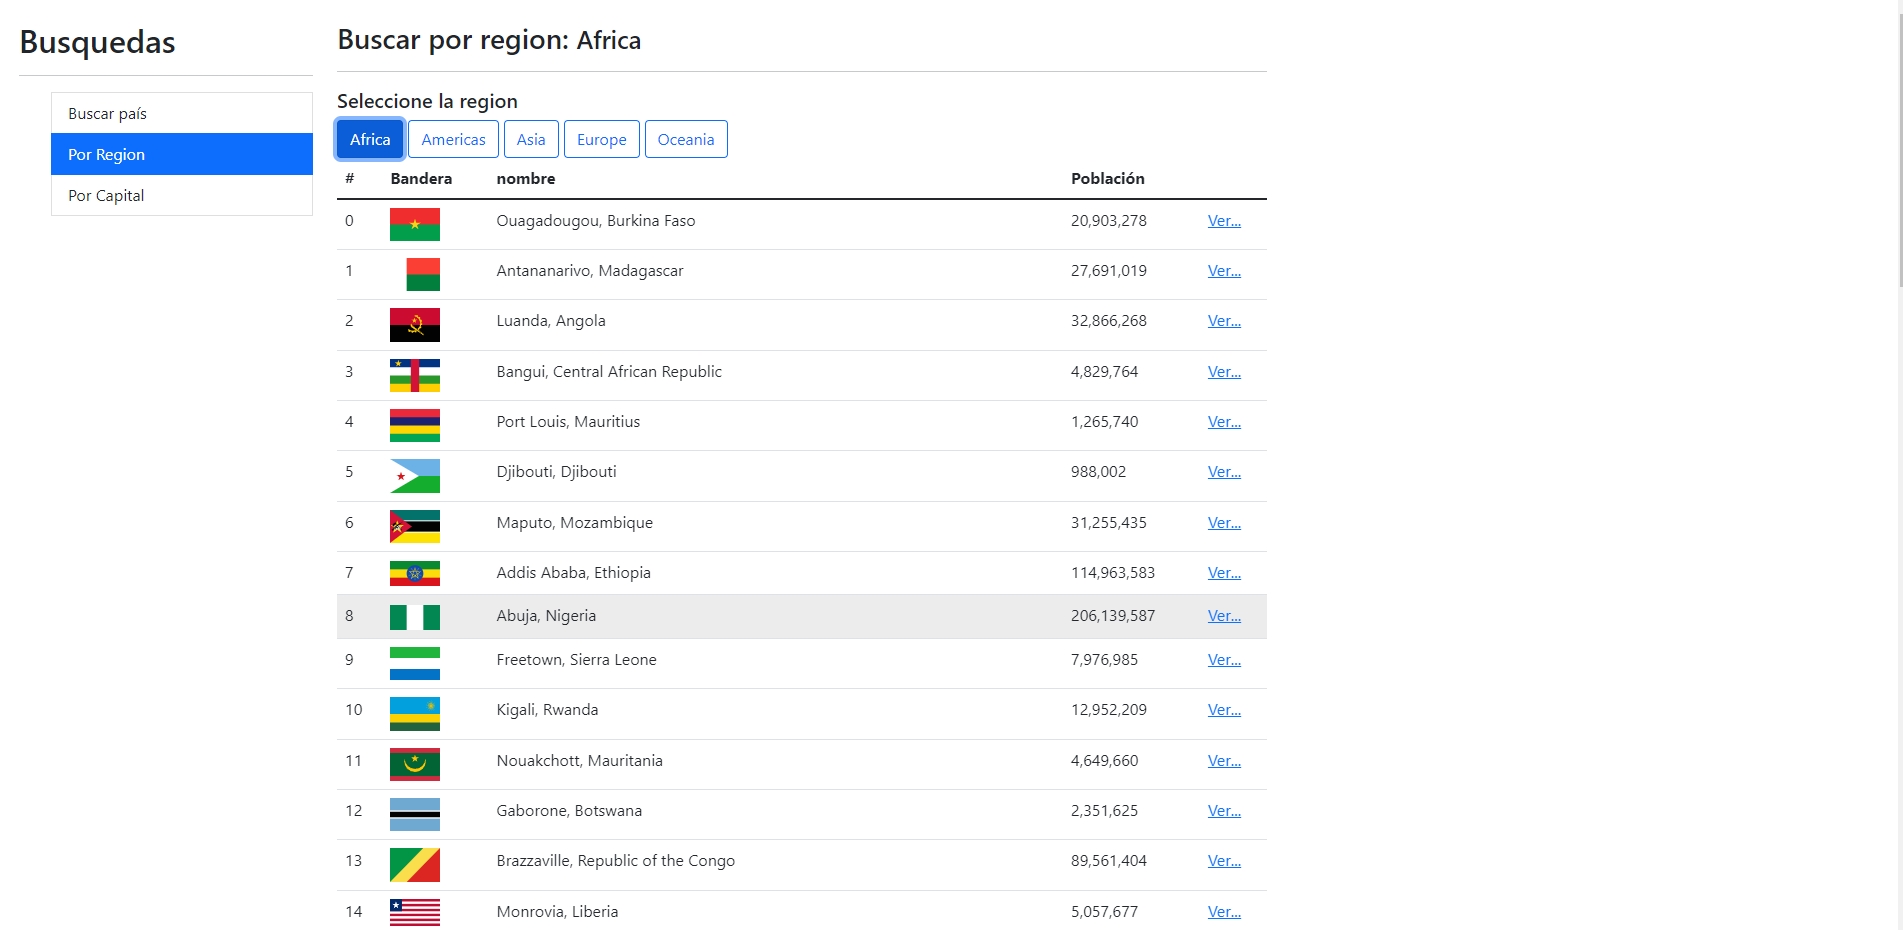 Busquedas
Buscar país
Por Region
Por Capital
Buscar por region: Africa
Seleccione la region
Africa Americas Asia Europe Oceania
# Bandera nombre Población
0 Ouagadougou, Burkina Faso 20,903,278 Ver...
1 Antananarivo, Madagascar 27,691,019 Ver...
2 Luanda, Angola 32,866,268 Ver...
3 Bangui, Central African Republic 4,829,764 Ver...
4 Port Louis, Mauritius 1,265,740 Ver...
5 Djibouti, Djibouti 988,002 Ver...
6 Maputo, Mozambique 31,255,435 Ver...
7 Addis Ababa, Ethiopia 114,963,583 Ver...
8 Abuja, Nigeria 206,139,587 Ver...
9 Freetown, Sierra Leone 7,976,985 Ver...
10 Kigali, Rwanda 12,952,209 Ver...
11 Nouakchott, Mauritania 4,649,660 Ver...
12 Gaborone, Botswana 2,351,625 Ver...
13 Brazzaville, Republic of the Congo 89,561,404 Ver...
14 Monrovia, Liberia 5,057,677 Ver...